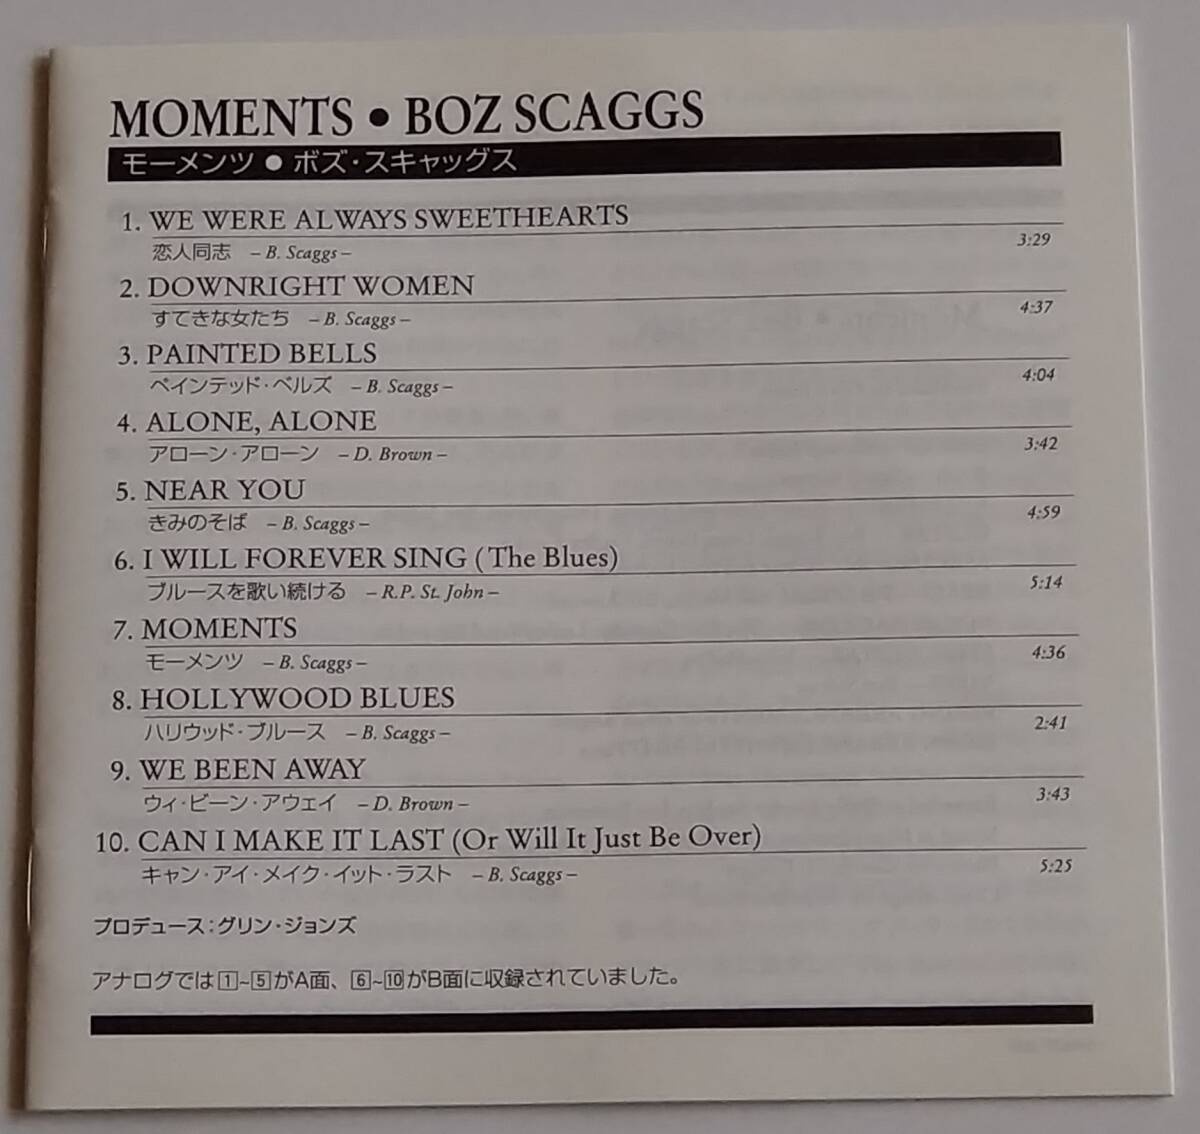 MOMENTS • BOZ SCAGGS
モーメンツ ● ボズ・スキャッグス
1. WE WERE ALWAYS SWEETHEARTS
恋人同志 – B. Scaggs – 3:29
2. DOWNRIGHT WOMEN
すてきな女たち – B. Scaggs – 4:37
3. PAINTED BELLS
ペインテッド・ベルズ – B. Scaggs – 4:04
4. ALONE, ALONE
アローン・アローン – D. Brown – 3:42
5. NEAR YOU
きみのそば – B. Scaggs – 4:59
6. I WILL FOREVER SING (The Blues)
ブルースを歌い続ける – R.P. St. John – 5:14
7. MOMENTS
モーメンツ – B. Scaggs – 4:36
8. HOLLYWOOD BLUES
ハリウッド・ブルース – B. Scaggs – 2:41
9. WE BEEN AWAY
ウィ・ビーン・アウェイ – D. Brown – 3:43
10. CAN I MAKE IT LAST (Or Will It Just Be Over)
キャン・アイ・メイク・イット・ラスト – B. Scaggs – 5:25
プロデュース：グリン・ジョンズ
アナログでは1~5がA面、6~10がB面に収録されていました。